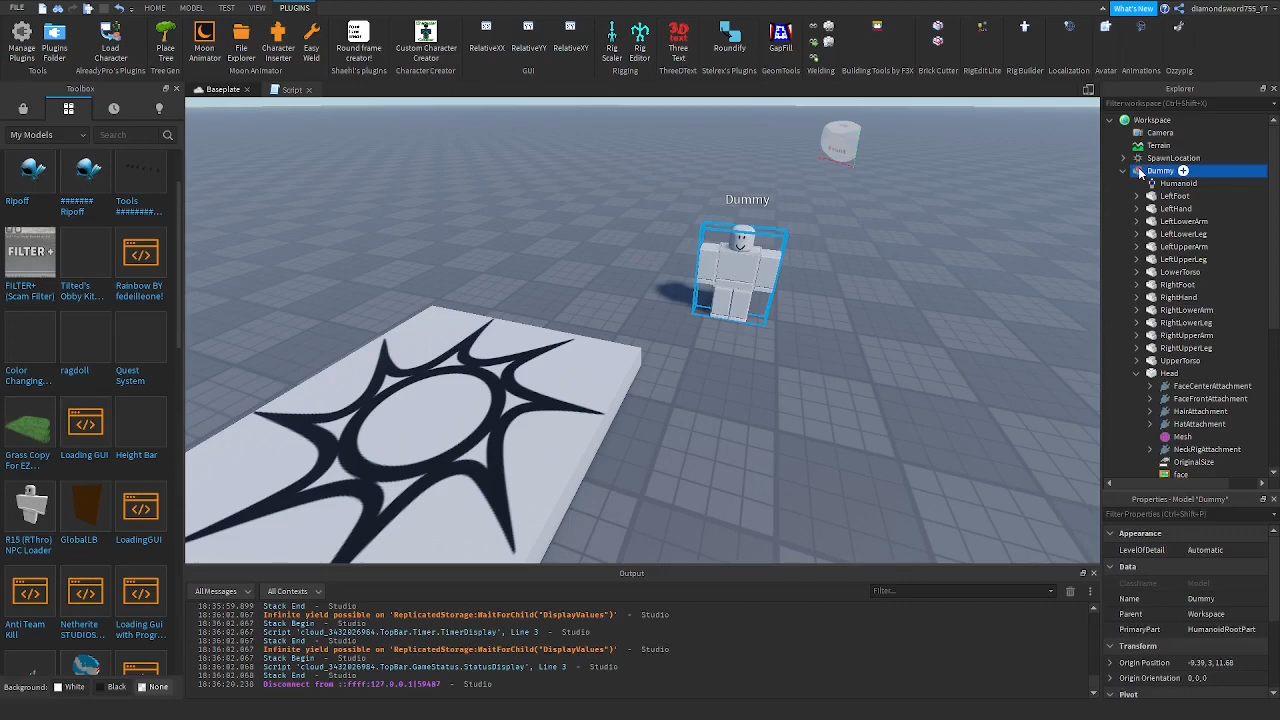 FILE HOME MODEL TEST VIEW PLUGINS What's New diamondsword755_YT
Manage Plugins Plugins Folder Load Character Place Tree Moon Animator File Explorer Character Inserter Easy Weld Round frame creator! Custom Character Creator RelativeXX RelativeYY RelativeXY Rig Scaler Rig Editor Three Text Roundify GapFill
Tools AlreadyPro's Plugins Tree Gen Moon Animator Shaehl's plugins CharacterCreator GUI Rigging ThreeDText Stelrex's Plugins GeomTools Welding Building Tools by F3X Brick Cutter RigEditLite Rig Builder Localization Avatar Animations Ozzypig
Toolbox
My Models Search
Ripoff
####### Ripoff
Tools ########...
FILTER+
FILTER+ (Scam Filter)
Tilted's Obby Kit...
Rainbow BY fedeilleone!
Color Changing...
ragdoll
Quest System
Grass Copy For EZ...
Loading GUI
Height Bar
R15 (RThro) NPC Loader
GlobalLB
LoadingGUI
Anti Team Kill
Netherite STUDIOS...
Loading Gui with Progr...
Background: White Black None
Baseplate Script
Dummy
Front
Output
All Messages All Contexts Filter...
18:35:59.899 Stack End - Studio
18:36:02.067 Infinite yield possible on 'ReplicatedStorage:WaitForChild("DisplayValues")' - Studio
18:36:02.067 Stack Begin - Studio
18:36:02.067 Script 'cloud_3432026984.TopBar.Timer.TimerDisplay', Line 3 - Studio
18:36:02.067 Stack End - Studio
18:36:02.067 Infinite yield possible on 'ReplicatedStorage:WaitForChild("DisplayValues")' - Studio
18:36:02.067 Stack Begin - Studio
18:36:02.068 Script 'cloud_3432026984.TopBar.GameStatus.StatusDisplay', Line 3 - Studio
18:36:02.068 Stack End - Studio
18:36:20.238 Disconnect from ::ffff:127.0.0.1|59487 - Studio
Explorer
Filter workspace (Ctrl+Shift+X)
Workspace
Camera
Terrain
SpawnLocation
Dummy
Humanoid
LeftFoot
LeftHand
LeftLowerArm
LeftLowerLeg
LeftUpperArm
LeftUpperLeg
LowerTorso
RightFoot
RightHand
RightLowerArm
RightLowerLeg
RightUpperArm
RightUpperLeg
UpperTorso
Head
FaceCenterAttachment
FaceFrontAttachment
HairAttachment
HatAttachment
Mesh
NeckRigAttachment
OriginalSize
face
Properties - Model "Dummy"
Filter Properties (Ctrl+Shift+P)
Appearance
LevelOfDetail Automatic
Data
ClassName Model
Name Dummy
Parent Workspace
PrimaryPart HumanoidRootPart
Transform
Origin Position -9.39, 3, 11.68
Origin Orientation 0, 0, 0
Pivot